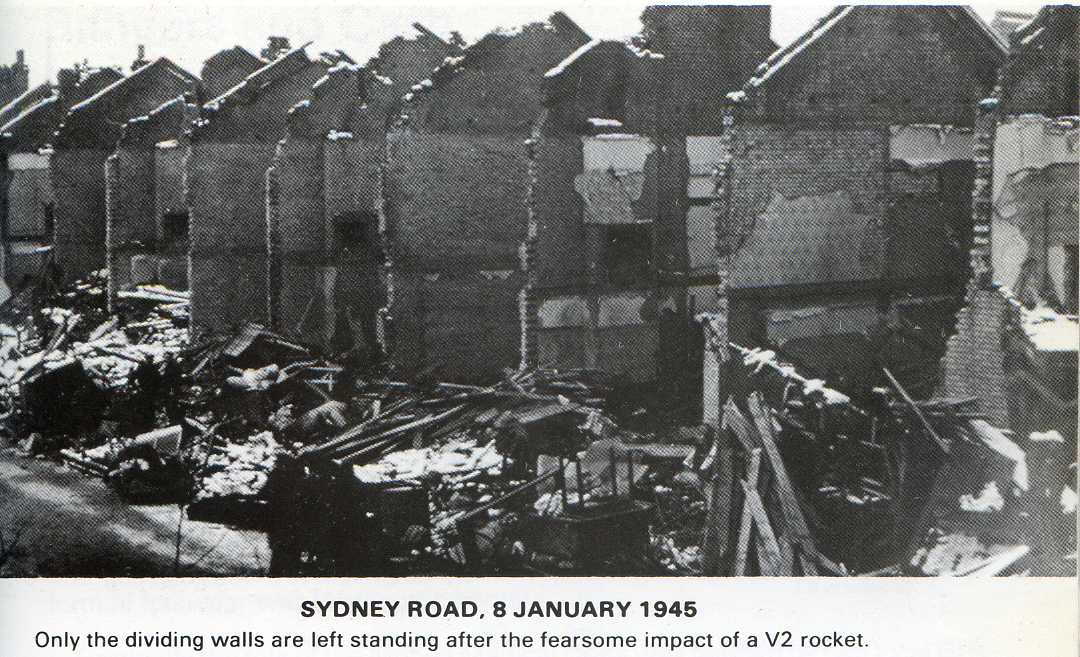 SYDNEY ROAD, 8 JANUARY 1945
Only the dividing walls are left standing after the fearsome impact of a V2 rocket.